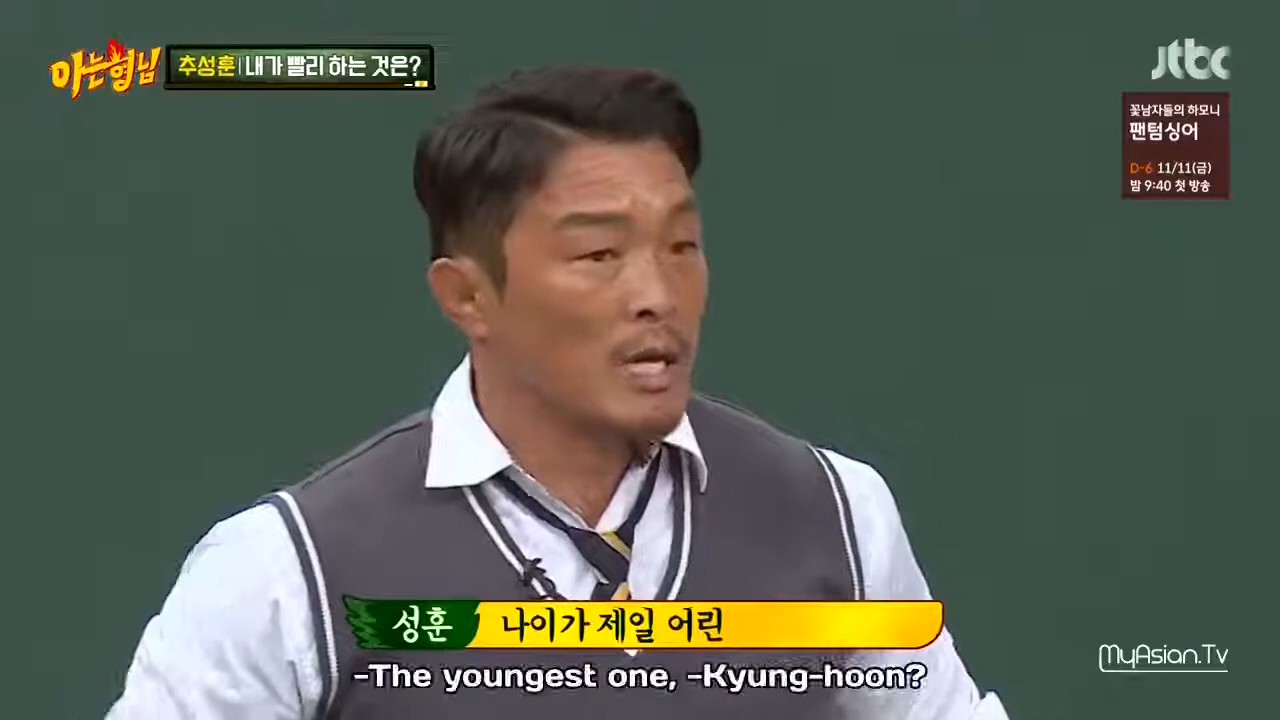 아는형님
추성훈 내가 빨리 하는 것은?
jtbc
꽃남자들의 하모니
팬텀싱어
D-6 11/11(금)
밤 9:40 첫 방송
성훈 나이가 제일 어린
-The youngest one, -Kyung-hoon?
MyAsian.Tv